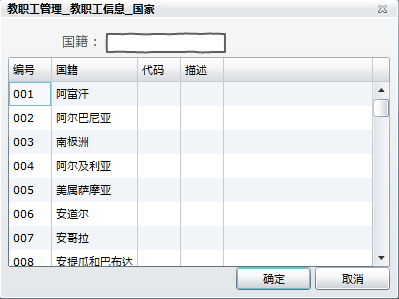 教职工管理_教职工信息_国家
国籍：
编号 国籍 代码 描述
001 阿富汗
002 阿尔巴尼亚
003 南极洲
004 阿尔及利亚
005 美属萨摩亚
006 安道尔
007 安哥拉
008 安提瓜和巴布达
确定 取消